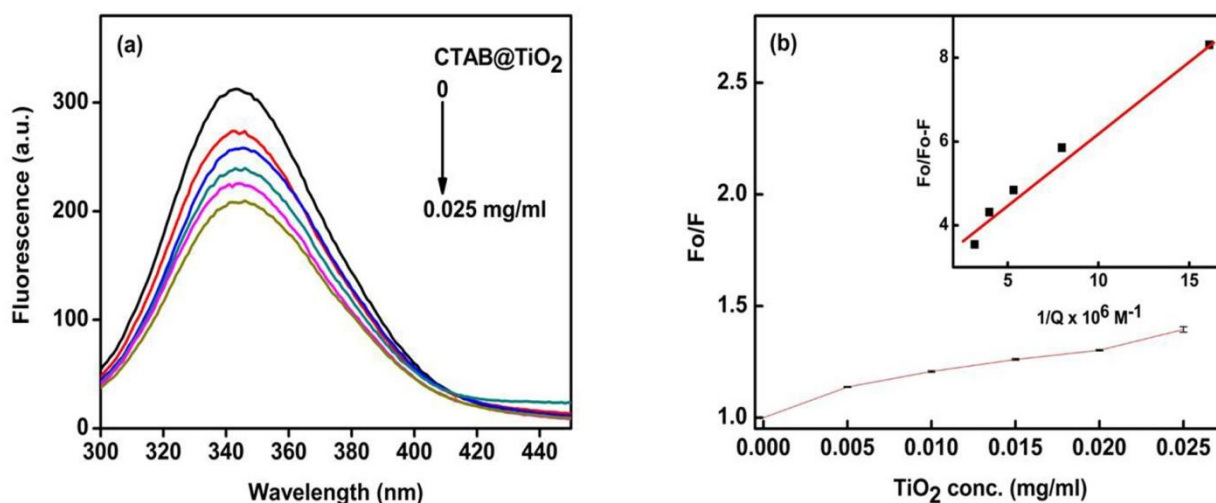 (a)
CTAB@TiO2
0
0.025 mg/ml
Fluorescence (a.u.)
300
200
100
0
300 320 340 360 380 400 420 440
Wavelength (nm)
(b)
Fo/F
2.5
2.0
1.5
1.0
0.000 0.005 0.010 0.015 0.020 0.025
TiO2 conc. (mg/ml)
Fo/Fo-F
8
6
4
5 10 15
1/Q x 10^6 M^-1